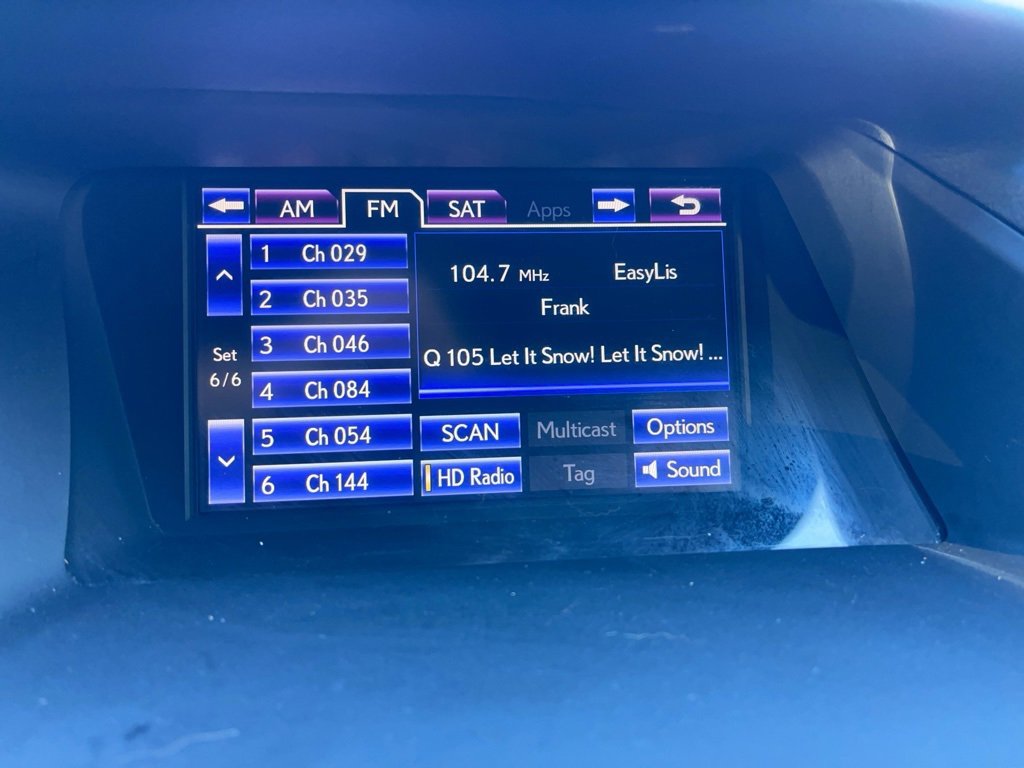 AM FM SAT Apps
1 Ch 029
2 Ch 035
3 Ch 046
4 Ch 084
5 Ch 054
6 Ch 144
Set
6/6
104.7 MHz EasyLis
Frank
Q 105 Let It Snow! Let It Snow! ...
SCAN Multicast Options
HD Radio Tag Sound